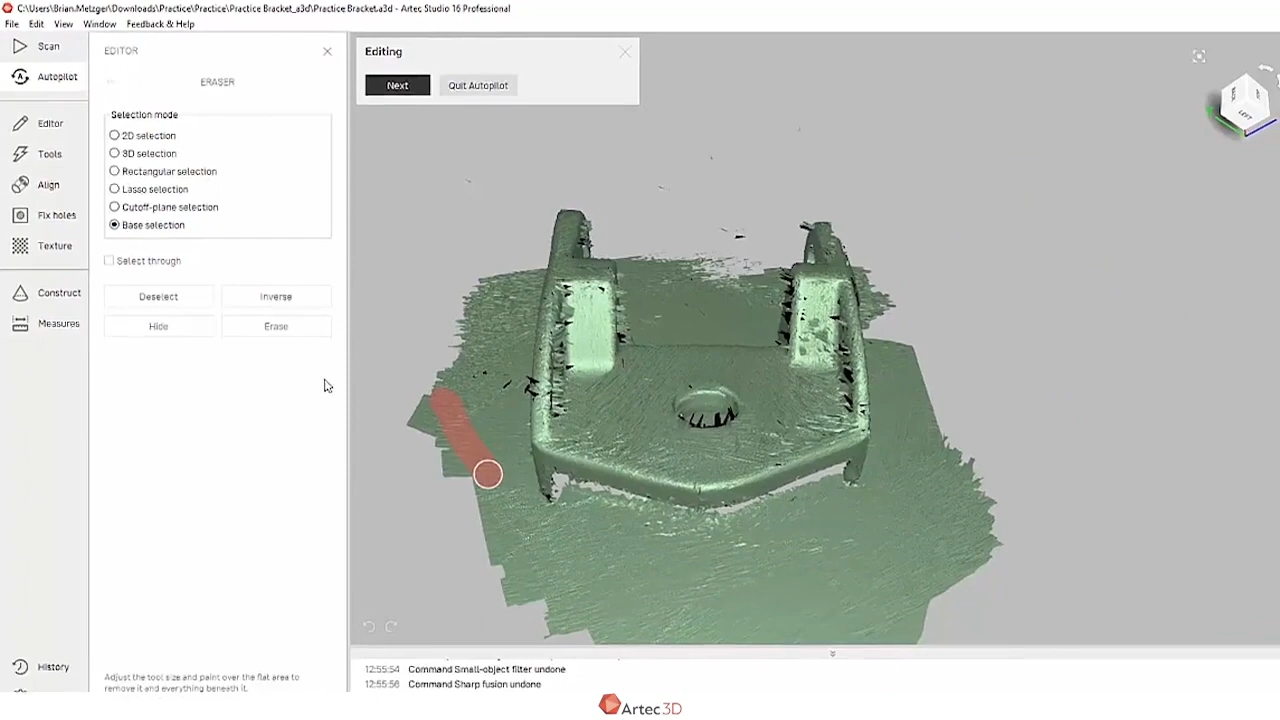 C:\Users\Brian.Metzger\Downloads\Practice\Practice\Practice Bracket_a3d\Practice Bracket.a3d - Artec Studio 16 Professional
File Edit View Window Feedback & Help
Scan
Autopilot
Editor
Tools
Align
Fix holes
Texture
Construct
Measures
History
EDITOR
ERASER
Selection mode
2D selection
3D selection
Rectangular selection
Lasso selection
Cutoff-plane selection
Base selection
Select through
Deselect Inverse
Hide Erase
Adjust the tool size and paint over the flat area to
remove it and everything beneath it.
Editing
Next Quit Autopilot
LEFT
12:55:54 Command Small-object filter undone
12:55:56 Command Sharp fusion undone
Artec3D